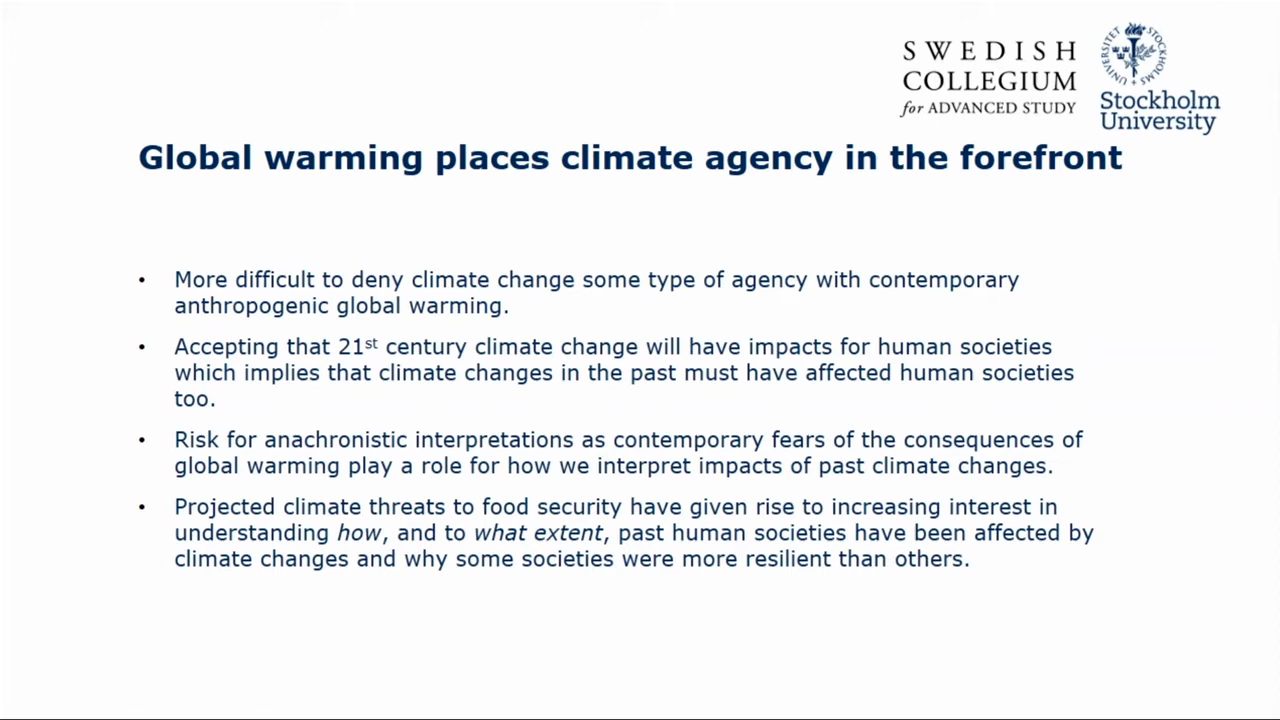 SWEDISH
COLLEGIUM
for ADVANCED STUDY
Stockholm
University
Global warming places climate agency in the forefront
• More difficult to deny climate change some type of agency with contemporary
anthropogenic global warming.
• Accepting that 21st century climate change will have impacts for human societies
which implies that climate changes in the past must have affected human societies
too.
• Risk for anachronistic interpretations as contemporary fears of the consequences of
global warming play a role for how we interpret impacts of past climate changes.
• Projected climate threats to food security have given rise to increasing interest in
understanding how, and to what extent, past human societies have been affected by
climate changes and why some societies were more resilient than others.